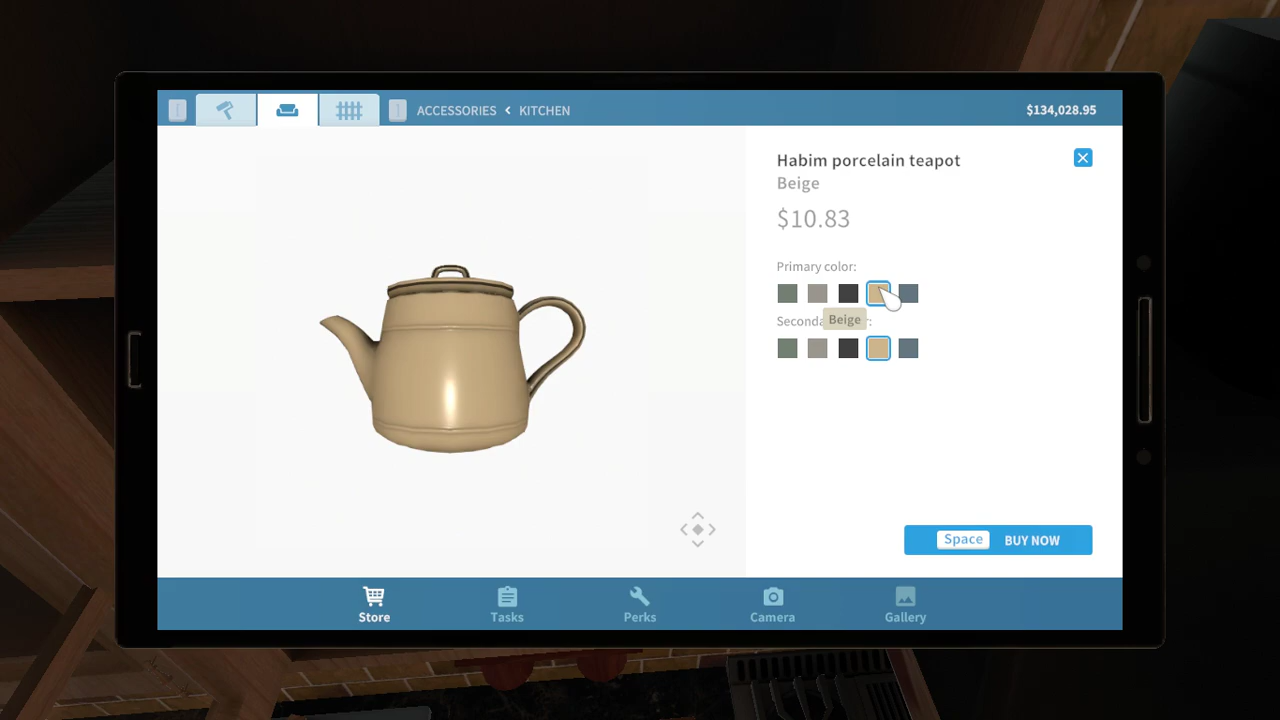 ACCESSORIES < KITCHEN
$134,028.95
Habim porcelain teapot
Beige
$10.83
Primary color:
Seconda
Beige
:
Space BUY NOW
Store
Tasks
Perks
Camera
Gallery